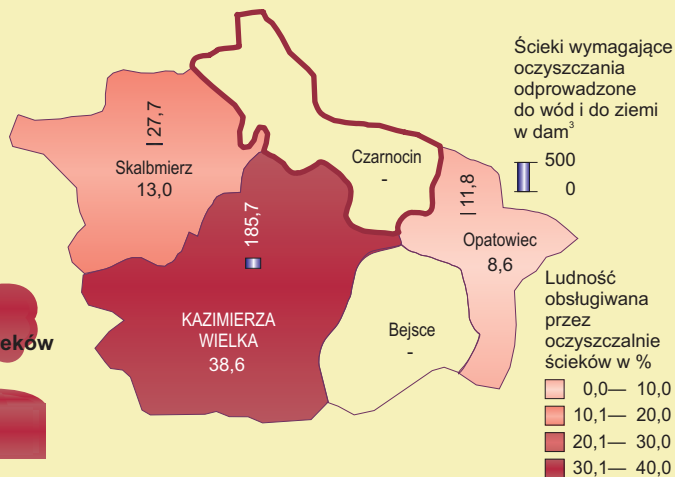 Ścieki wymagające
oczyszczania
odprowadzone
do wód i do ziemi
w dam³
500
0
27,7
Skalbmierz
13,0
Czarnocin
-
11,8
Opatowiec
8,6
185,7
KAZIMIERZA
WIELKA
38,6
Bejsce
-
eków
Ludność
obsługiwana
przez
oczyszczalnie
ścieków w %
0,0— 10,0
10,1— 20,0
20,1— 30,0
30,1— 40,0